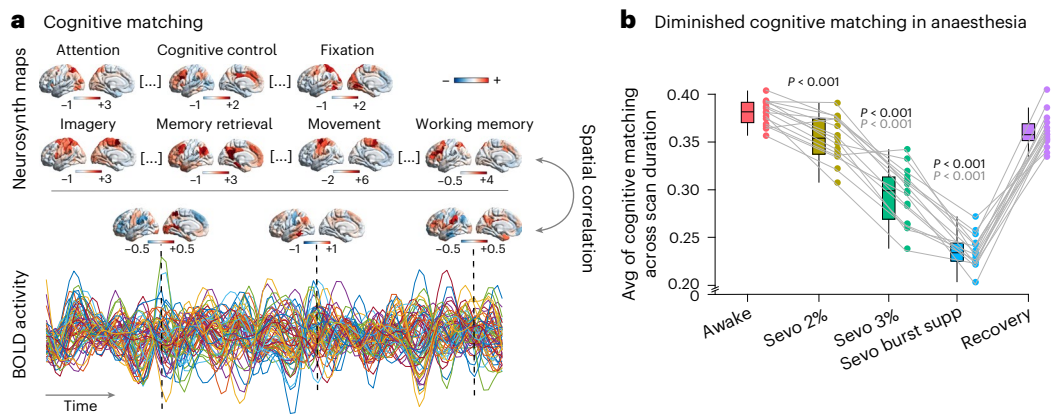 a Cognitive matching
Neurosynth maps
Attention
Cognitive control
Fixation
[...]
[...]
− +
−1 +3
−1 +2
−1 +2
Imagery
Memory retrieval
Movement
Working memory
[...]
[...]
[...]
−1 +3
−1 +3
−2 +6
−0.5 +4
Spatial correlation
−0.5 +0.5
−1 +1
−0.5 +0.5
BOLD activity
Time
b Diminished cognitive matching in anaesthesia
Avg of cognitive matching
across scan duration
0.40
0.35
0.30
0.25
0.20
0
P < 0.001
P < 0.001
P < 0.001
P < 0.001
P < 0.001
Awake
Sevo 2%
Sevo 3%
Sevo burst supp
Recovery